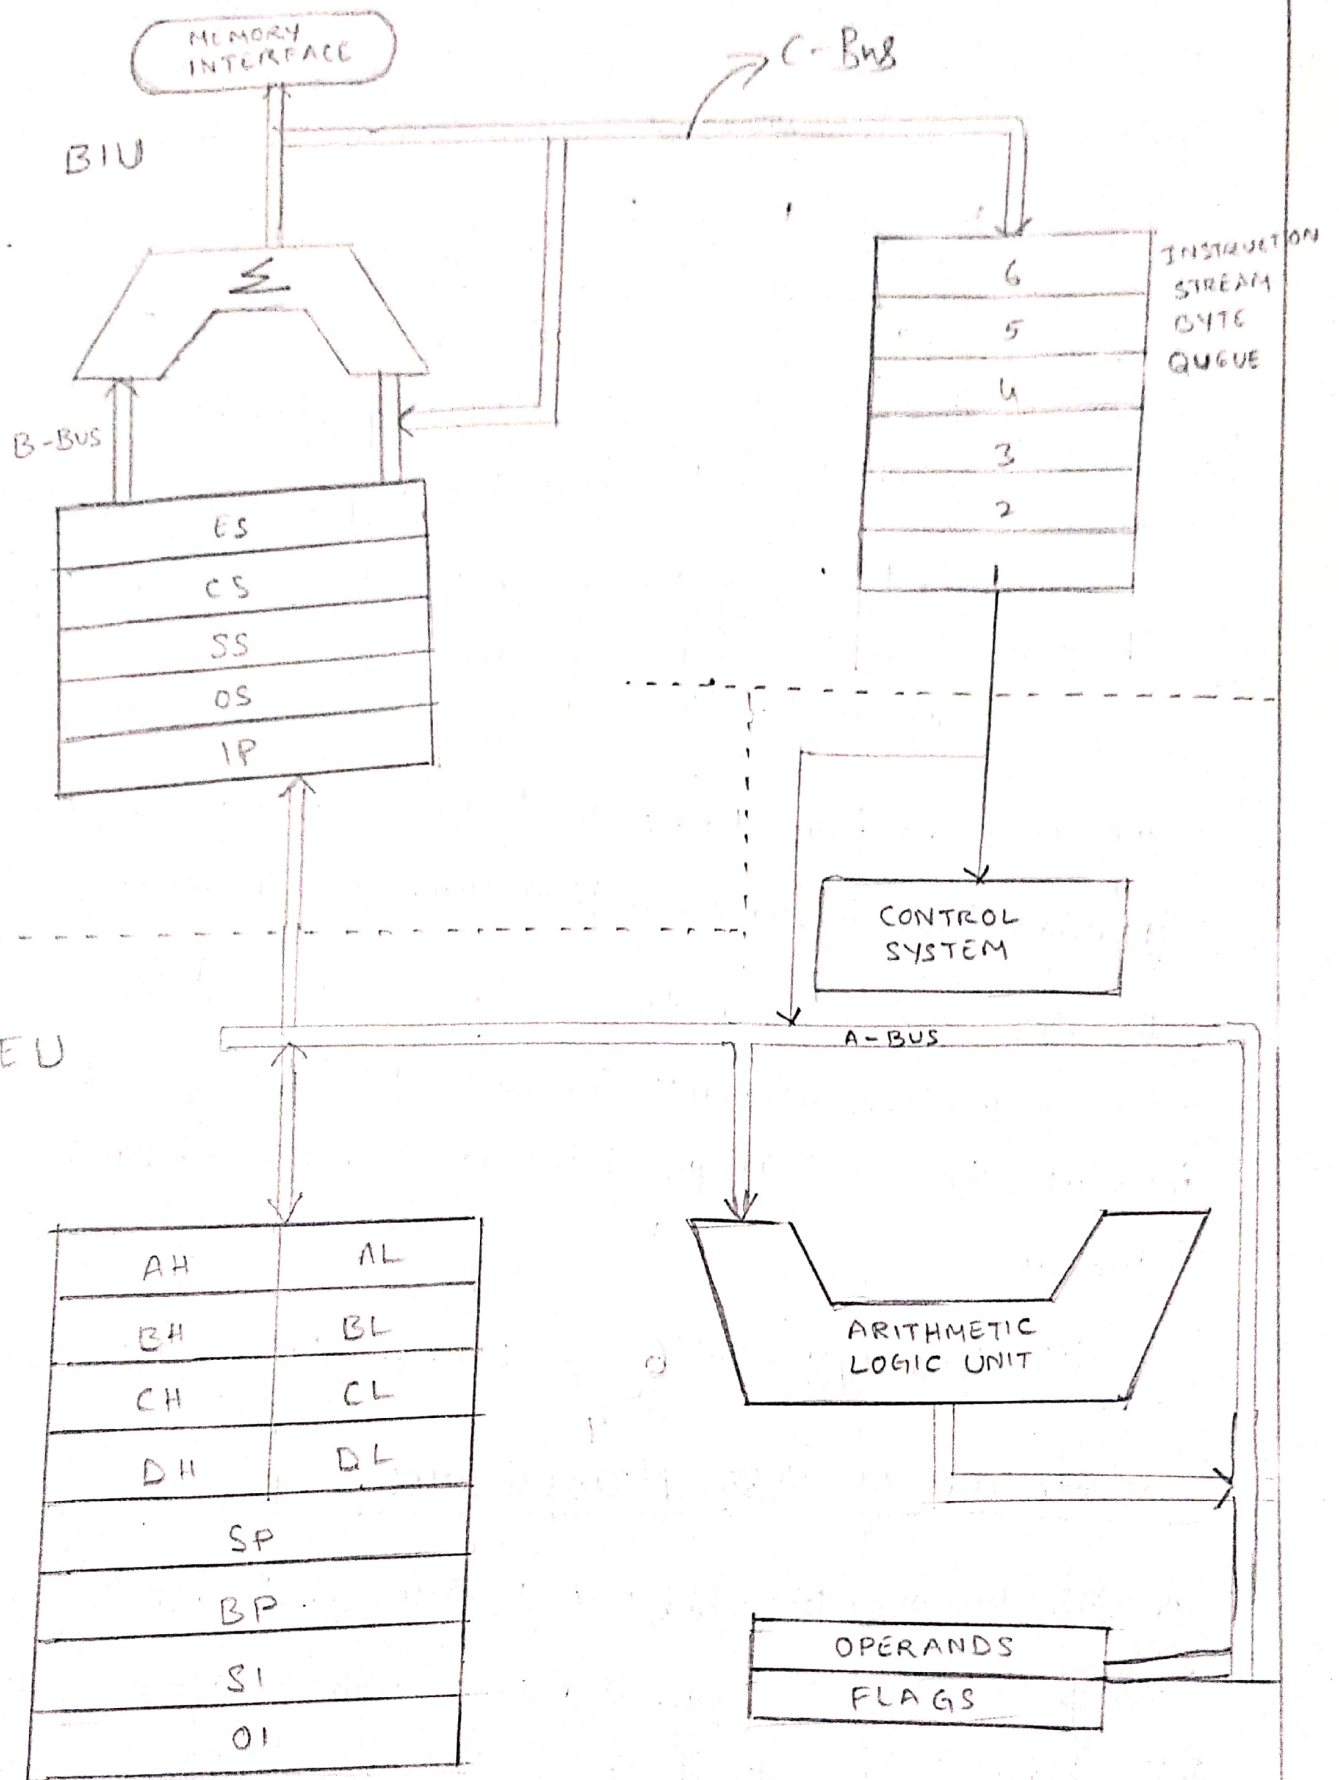 MEMORY
INTERFACE
C-Bus
BIU
Σ
6
5
4
3
2
INSTRUCTION
STREAM
BYTE
QUEUE
B-BUS
ES
CS
SS
OS
IP
CONTROL
SYSTEM
EU
A-BUS
AH AL
BH BL
CH CL
DH DL
SP
BP
SI
OI
ARITHMETIC
LOGIC UNIT
OPERANDS
FLAGS